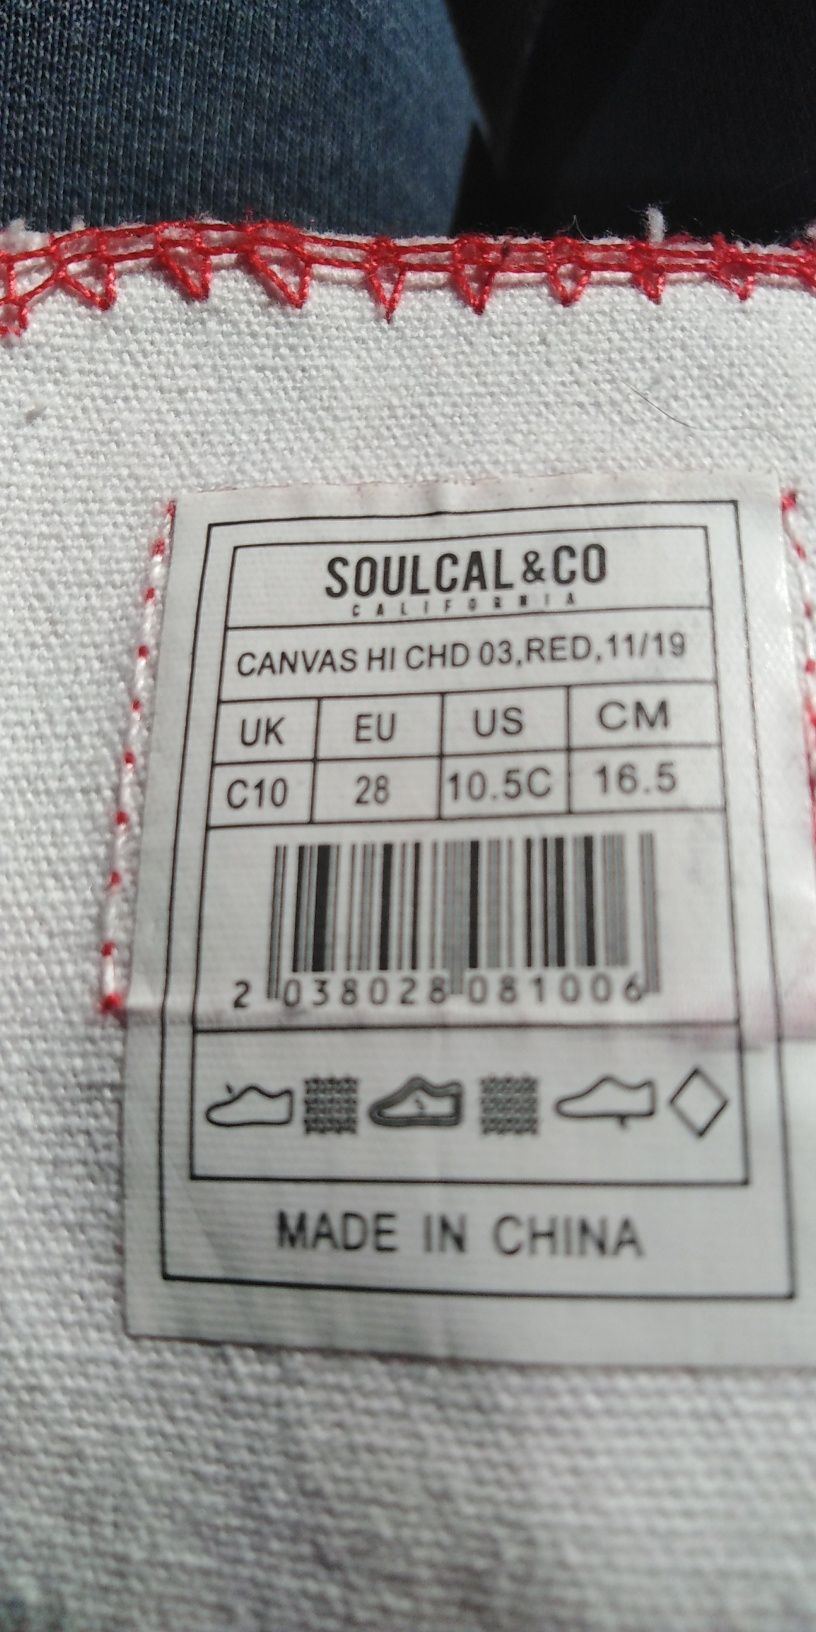 SOULCAL&CO
CALIFORNIA
CANVAS HI CHD 03,RED,11/19
UK EU US CM
C10 28 10.5C 16.5
2 038028 081006
MADE IN CHINA